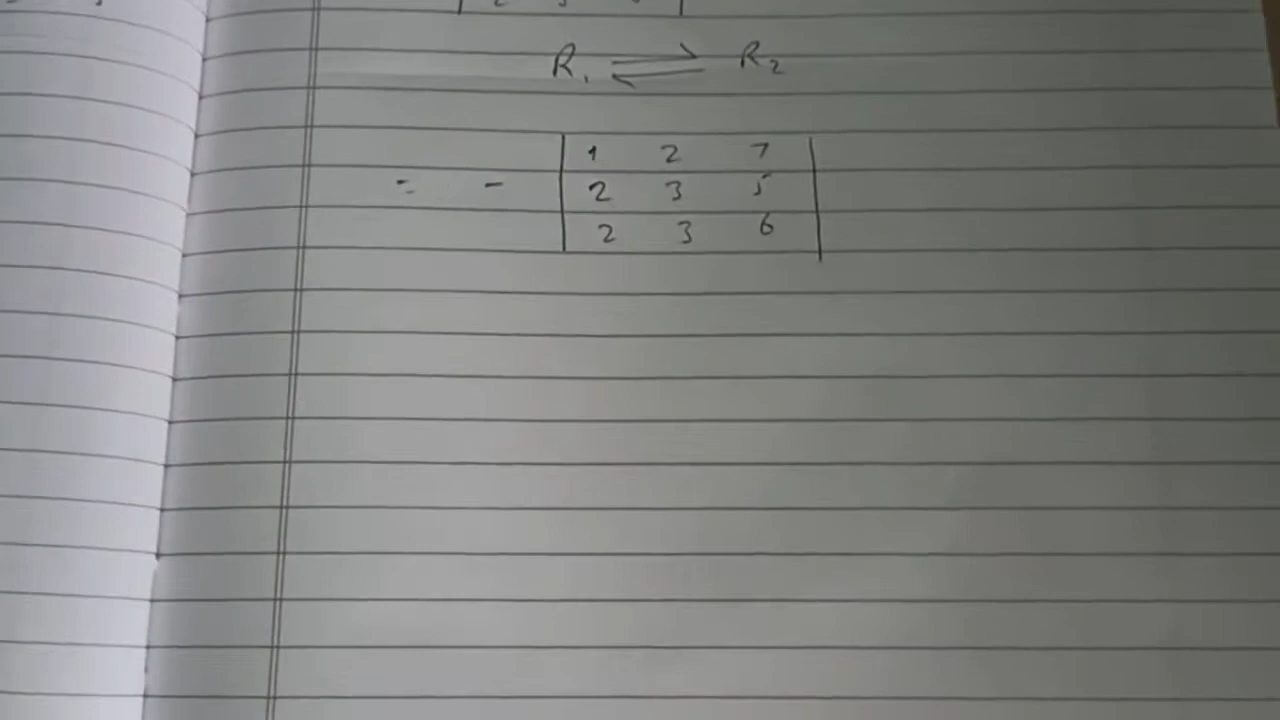 R₁ ⇌ R₂
= - | 1 2 7 |
| 2 3 5 |
| 2 3 6 |